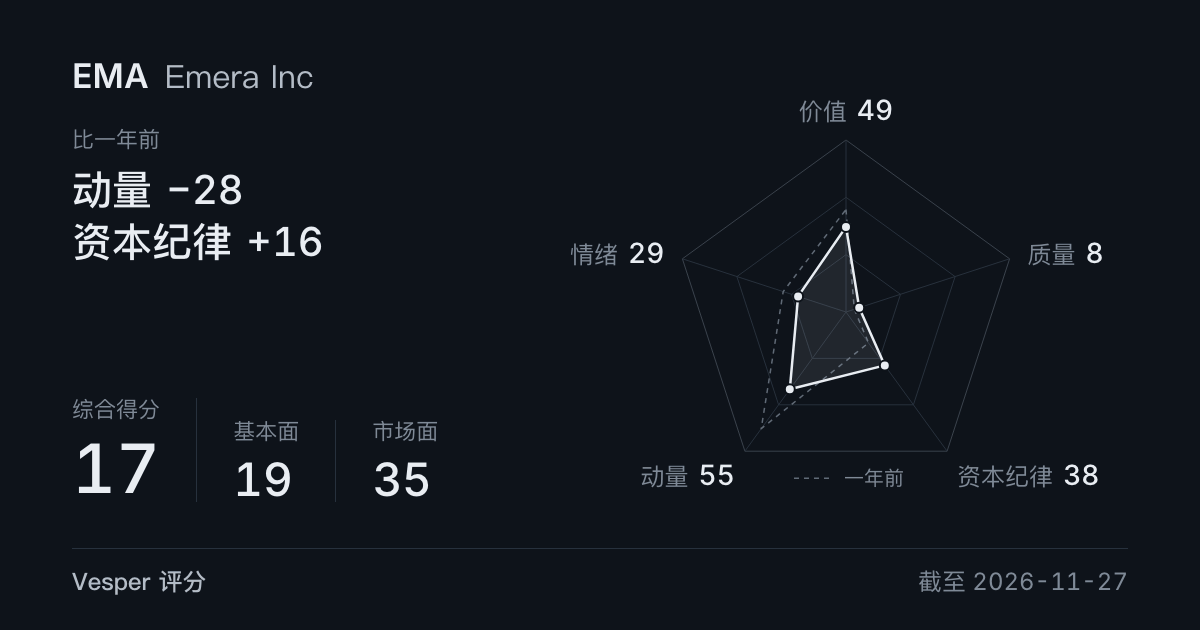 EMA Emera Inc
比一年前
动量 −28
资本纪律 +16
价值 49
情绪 29
质量 8
动量 55
---- 一年前
资本纪律 38
综合得分
17
基本面
19
市场面
35
Vesper 评分
截至 2026-11-27